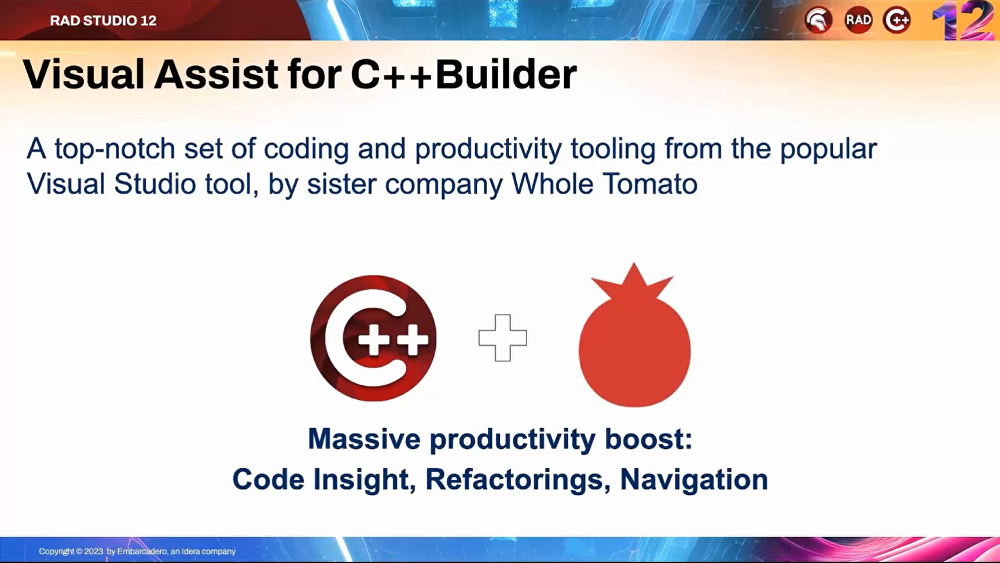 RAD STUDIO 12
RAD
C++
12
Visual Assist for C++Builder
A top-notch set of coding and productivity tooling from the popular
Visual Studio tool, by sister company Whole Tomato
C++
Massive productivity boost:
Code Insight, Refactorings, Navigation
Copyright © 2023 by Embarcadero, an Idera company